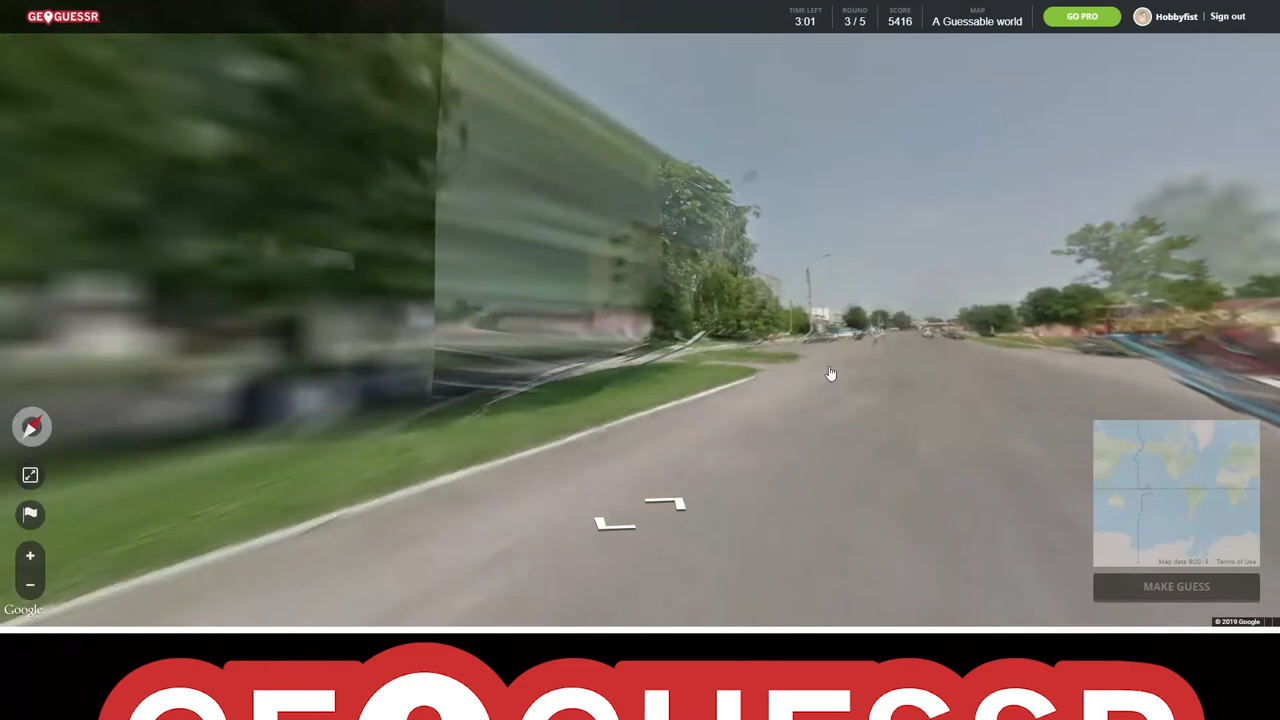 GEOGUESSR
TIME LEFT
3:01
ROUND
3 / 5
SCORE
5416
MAP
A Guessable world
GO PRO
Hobbyfist | Sign out
+
−
Google
Map data ©2019 Terms of Use
MAKE GUESS
© 2019 Google
GEOGUESSR